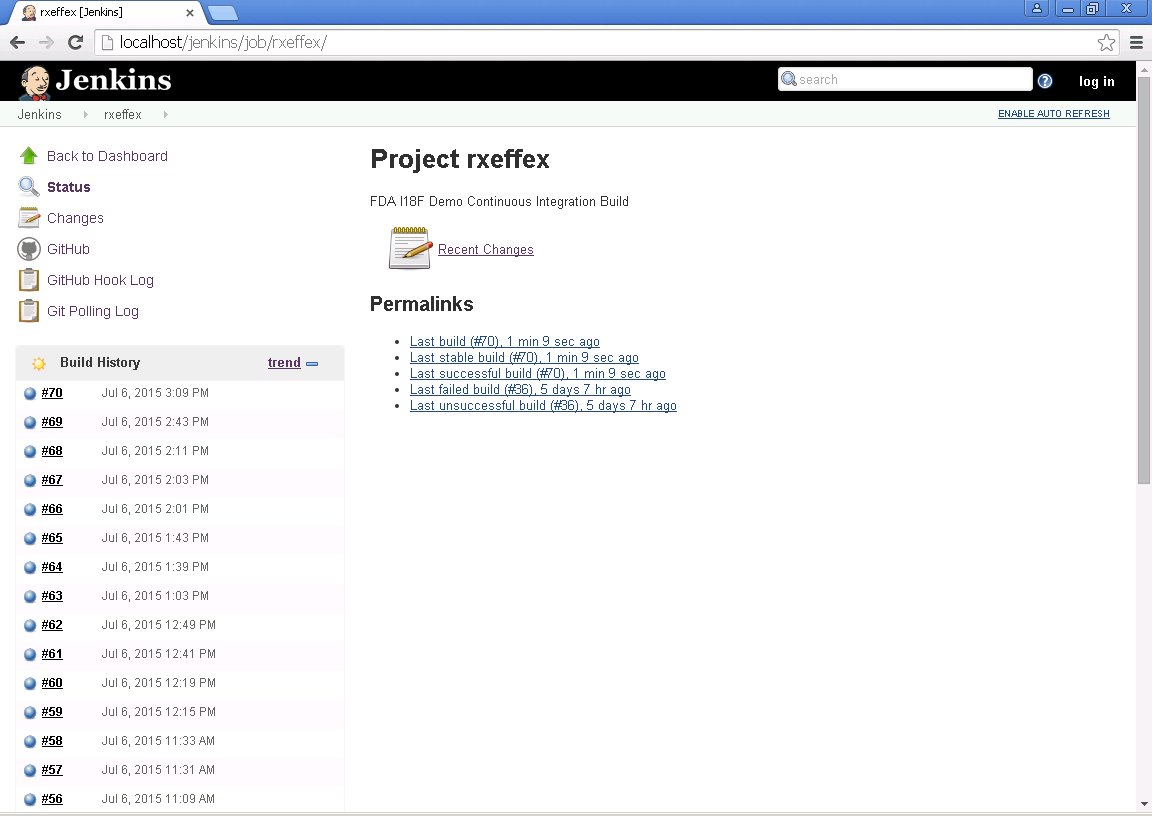 rxeffex [Jenkins]
localhost/jenkins/job/rxeffex/
Jenkins
search
log in
Jenkins
rxeffex
ENABLE AUTO REFRESH
Back to Dashboard
Status
Changes
GitHub
GitHub Hook Log
Git Polling Log
Build History
trend
#70 Jul 6, 2015 3:09 PM
#69 Jul 6, 2015 2:43 PM
#68 Jul 6, 2015 2:11 PM
#67 Jul 6, 2015 2:03 PM
#66 Jul 6, 2015 2:01 PM
#65 Jul 6, 2015 1:43 PM
#64 Jul 6, 2015 1:39 PM
#63 Jul 6, 2015 1:03 PM
#62 Jul 6, 2015 12:49 PM
#61 Jul 6, 2015 12:41 PM
#60 Jul 6, 2015 12:19 PM
#59 Jul 6, 2015 12:15 PM
#58 Jul 6, 2015 11:33 AM
#57 Jul 6, 2015 11:31 AM
#56 Jul 6, 2015 11:09 AM
Project rxeffex
FDA I18F Demo Continuous Integration Build
Recent Changes
Permalinks
Last build (#70), 1 min 9 sec ago
Last stable build (#70), 1 min 9 sec ago
Last successful build (#70), 1 min 9 sec ago
Last failed build (#36), 5 days 7 hr ago
Last unsuccessful build (#36), 5 days 7 hr ago